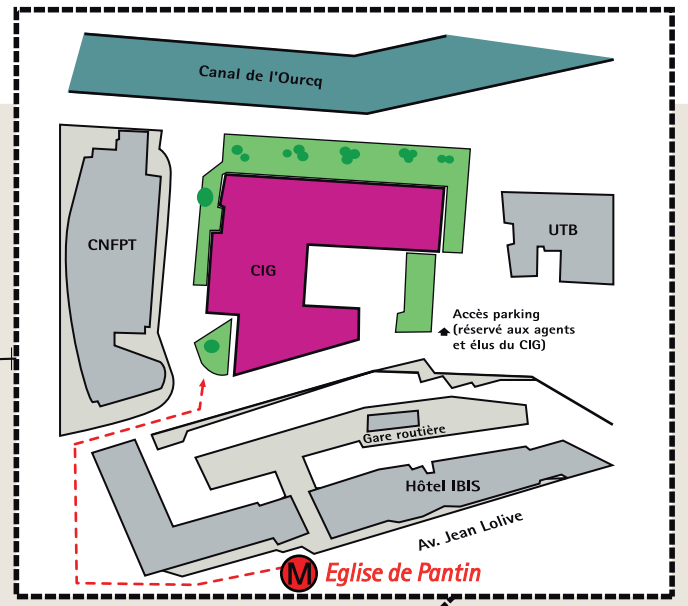 Canal de l'Ourcq
CNFPT
UTB
CIG
Accès parking
(réservé aux agents
et élus du CIG)
Gare routière
Hôtel IBIS
Av. Jean Lolive
M Eglise de Pantin